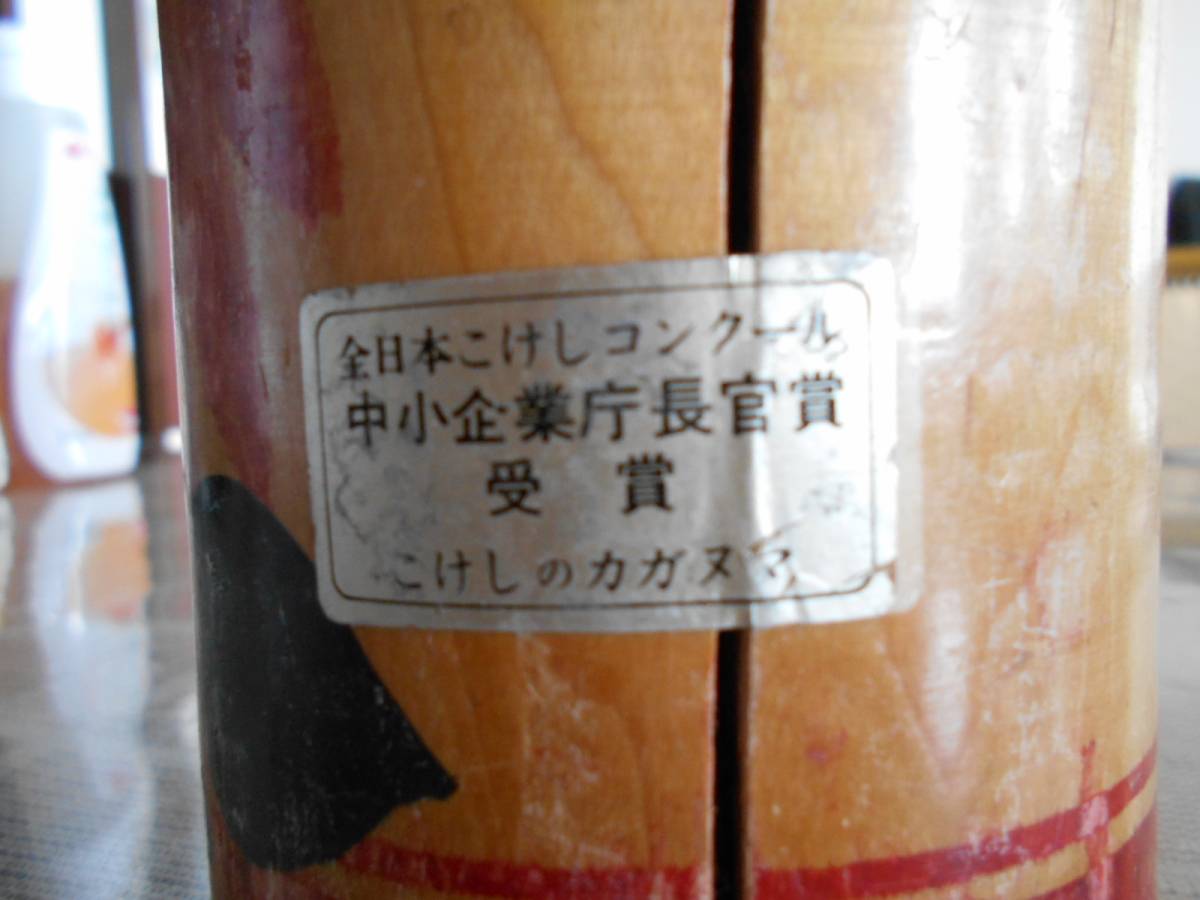 全日本こけしコンクール
中小企業庁長官賞
受賞
こけしのカガヌマ